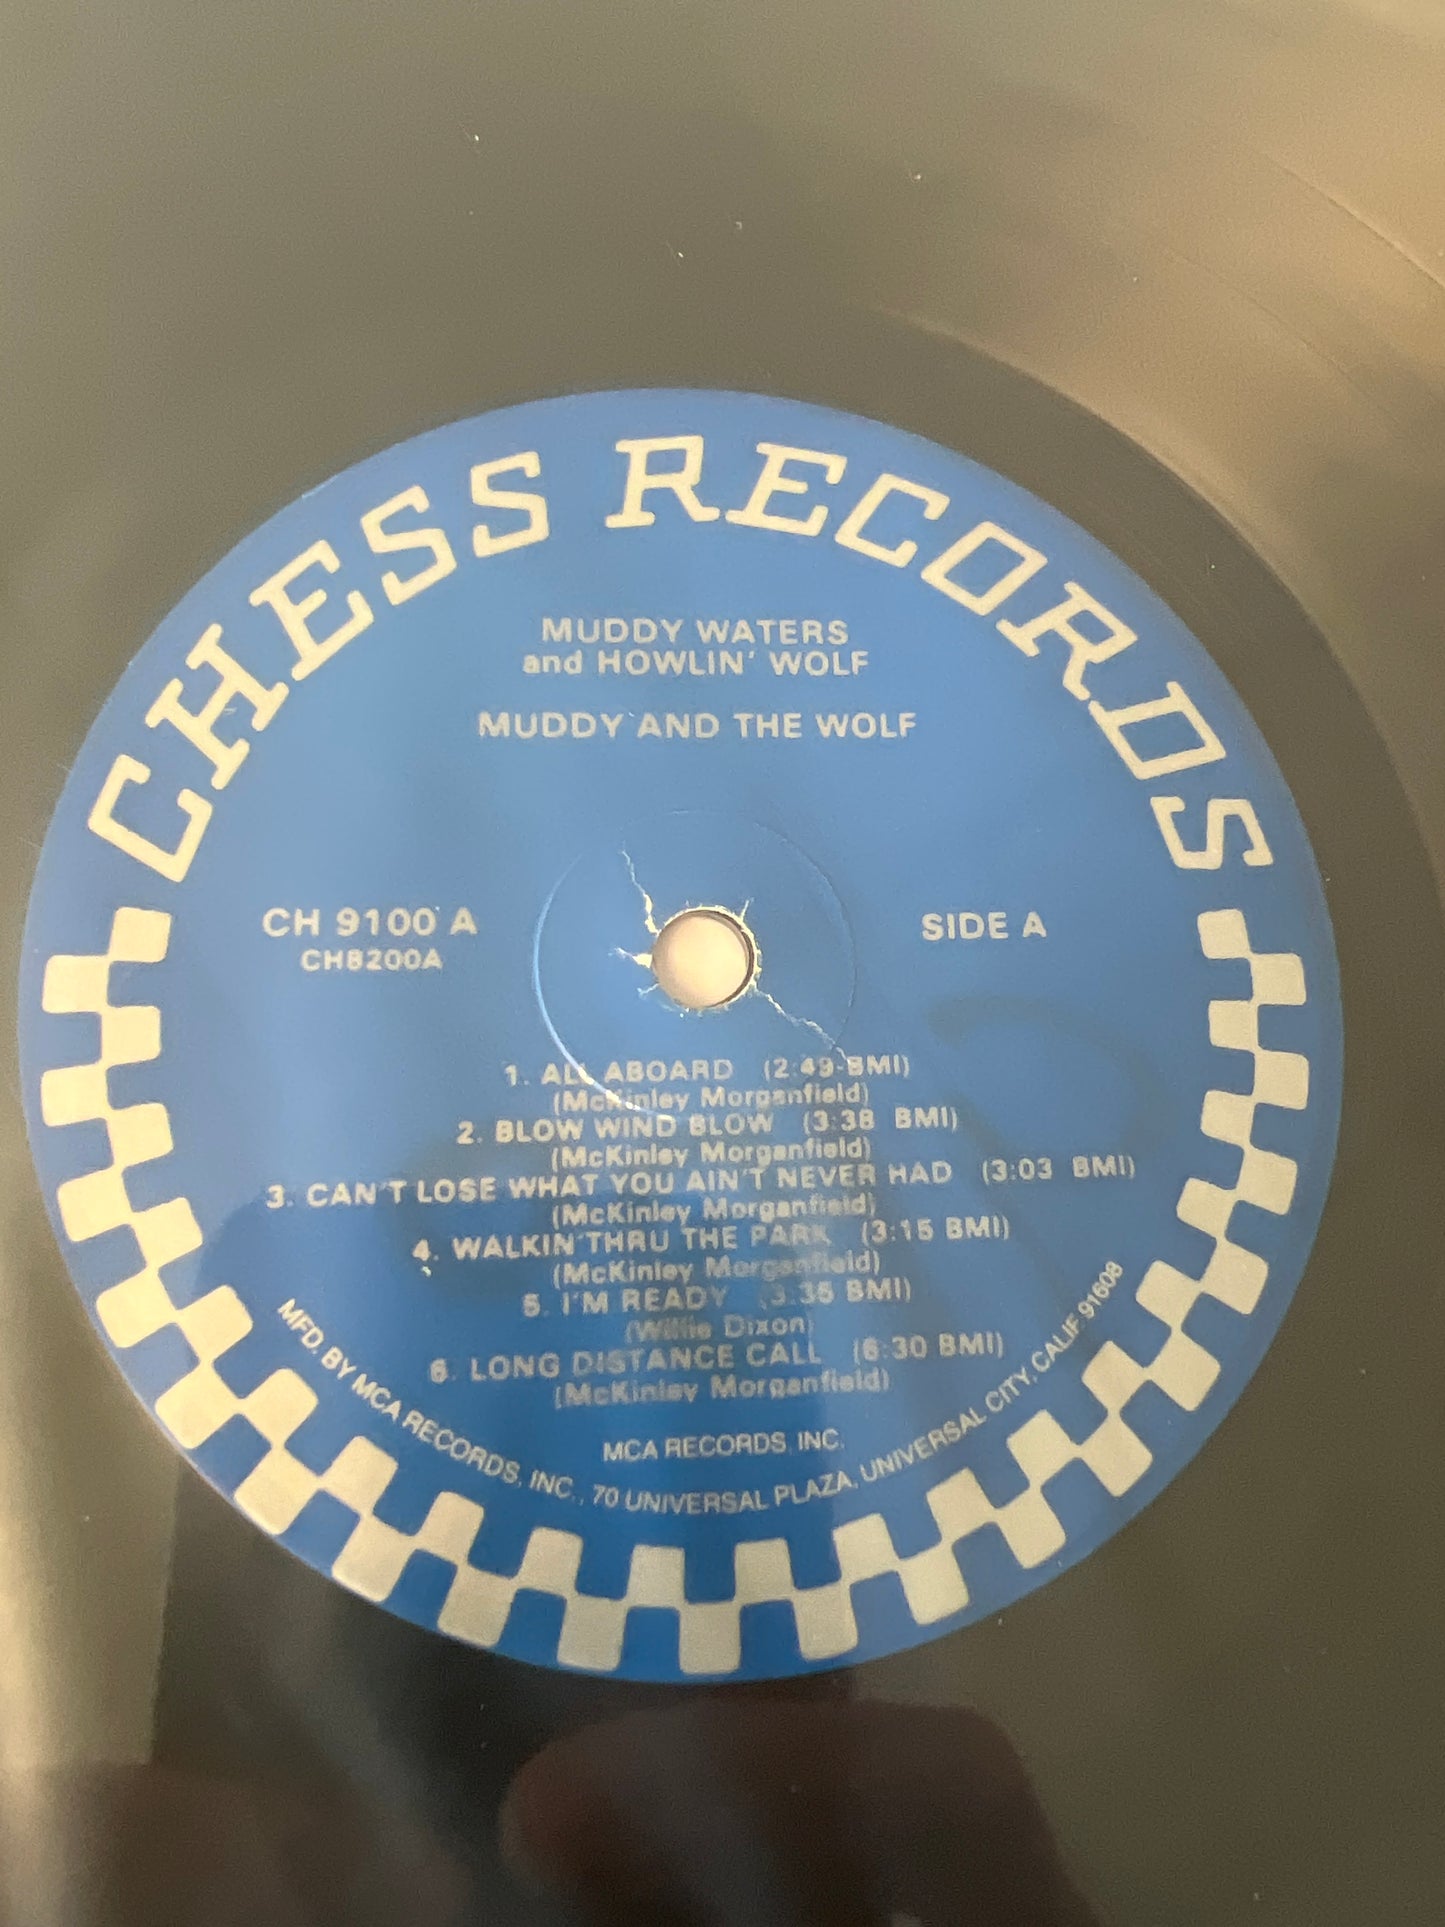 CHESS RECORDS
MUDDY WATERS
and HOWLIN' WOLF
MUDDY AND THE WOLF
CH 9100 A
CH8200A
SIDE A
1. ALL ABOARD (2:49-BMI)
(McKinley Morganfield)
2. BLOW WIND BLOW (3:38 BMI)
(McKinley Morganfield)
3. CAN'T LOSE WHAT YOU AIN'T NEVER HAD (3:03 BMI)
(McKinley Morganfield)
4. WALKIN' THRU THE PARK (3:15 BMI)
(McKinley Morganfield)
5. I'M READY (3:35 BMI)
(Willie Dixon)
6. LONG DISTANCE CALL (6:30 BMI)
(McKinley Morganfield)
MCA RECORDS, INC.
MFD. BY MCA RECORDS, INC., 70 UNIVERSAL PLAZA, UNIVERSAL CITY, CALIF. 91608